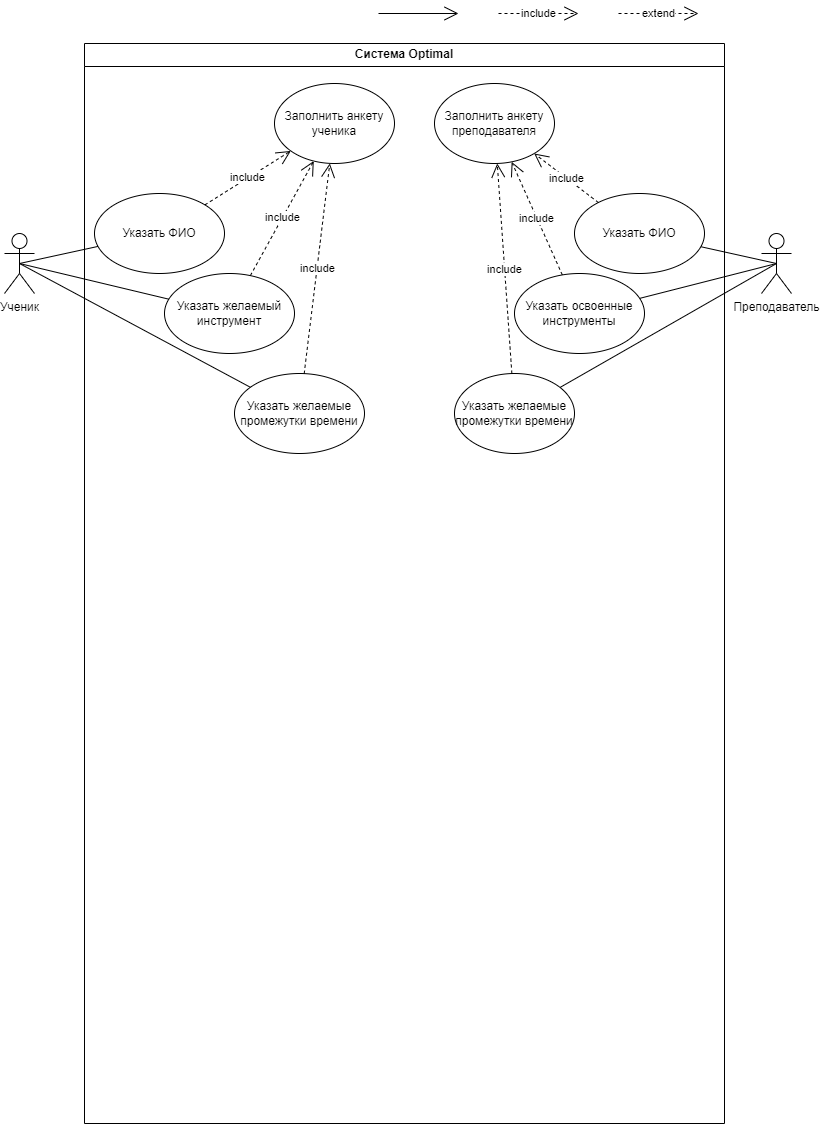 include
extend
Система Optimal
Заполнить анкету
ученика
Заполнить анкету
преподавателя
include
include
include
include
include
include
Указать ФИО
Указать ФИО
Ученик
Преподаватель
Указать желаемый
инструмент
Указать освоенные
инструменты
Указать желаемые
промежутки времени
Указать желаемые
промежутки времени